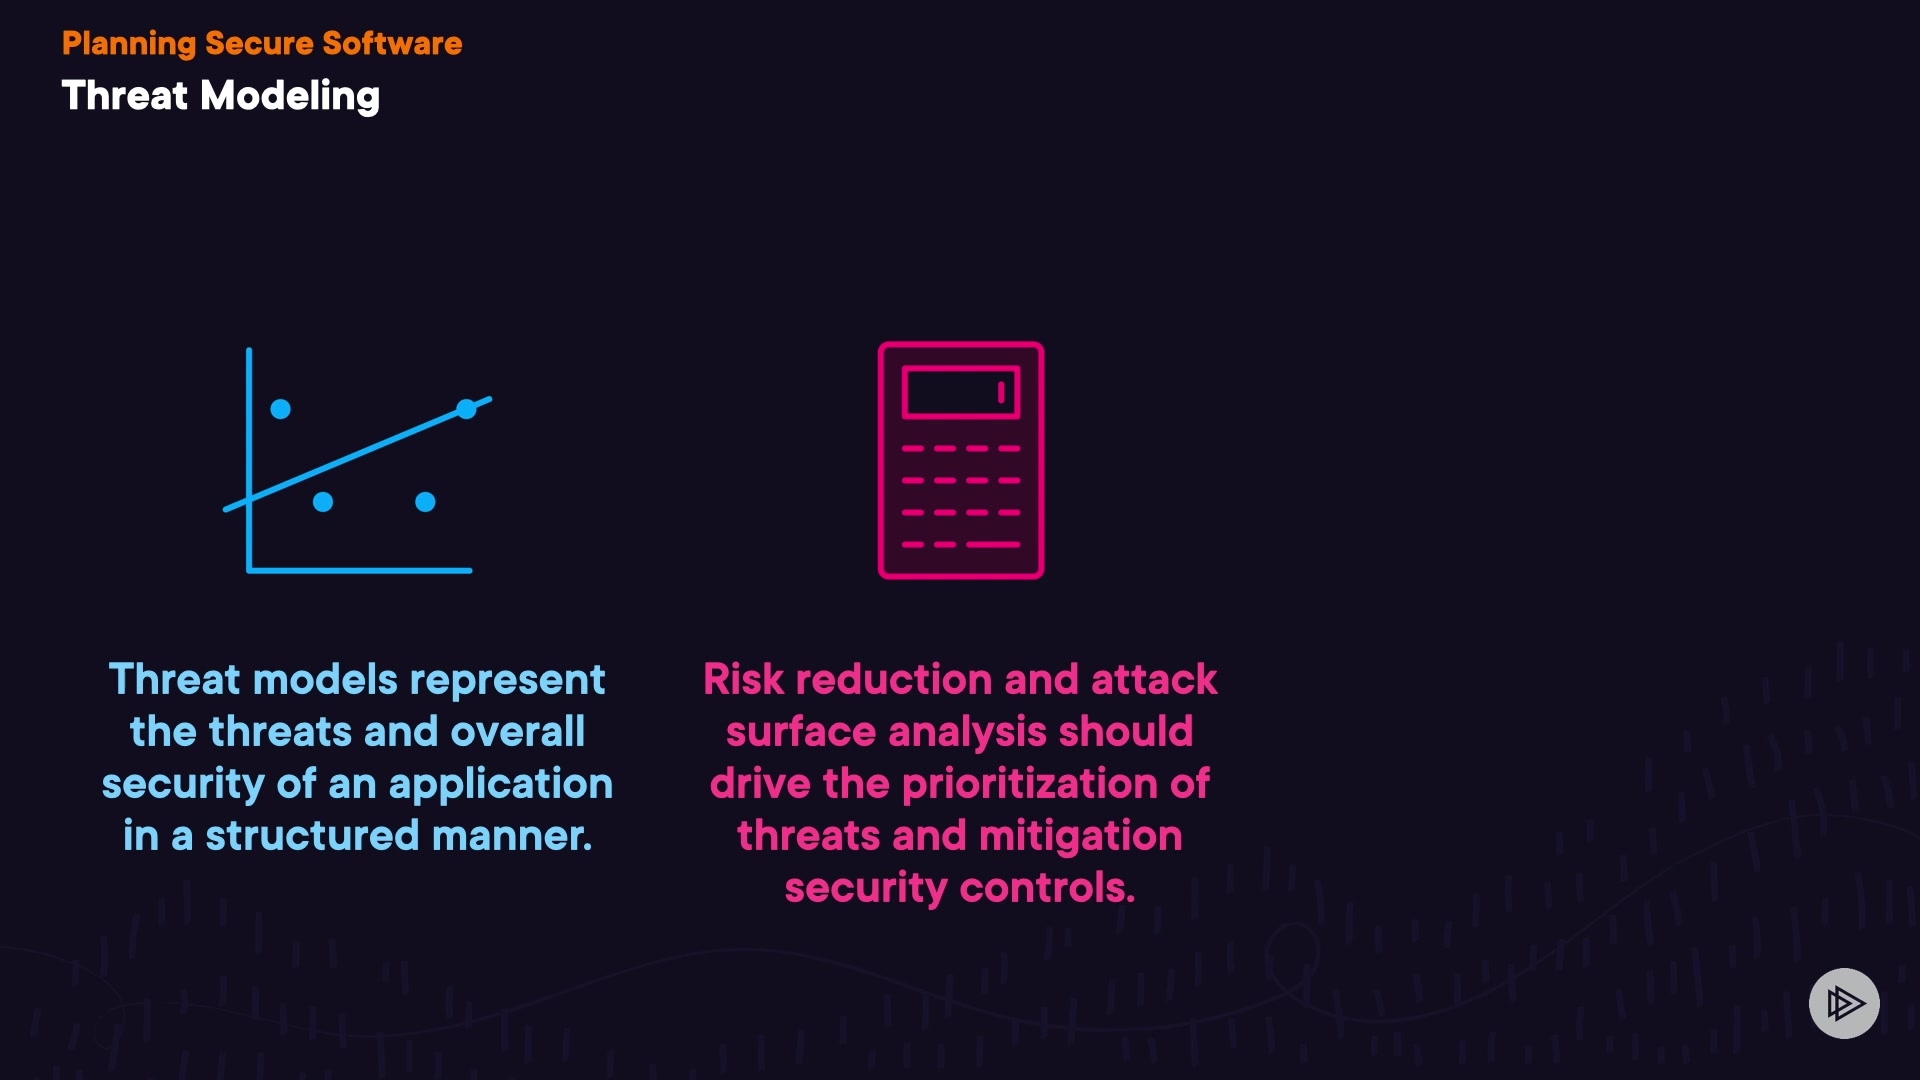 Planning Secure Software
Threat Modeling
Threat models represent
the threats and overall
security of an application
in a structured manner.
Risk reduction and attack
surface analysis should
drive the prioritization of
threats and mitigation
security controls.